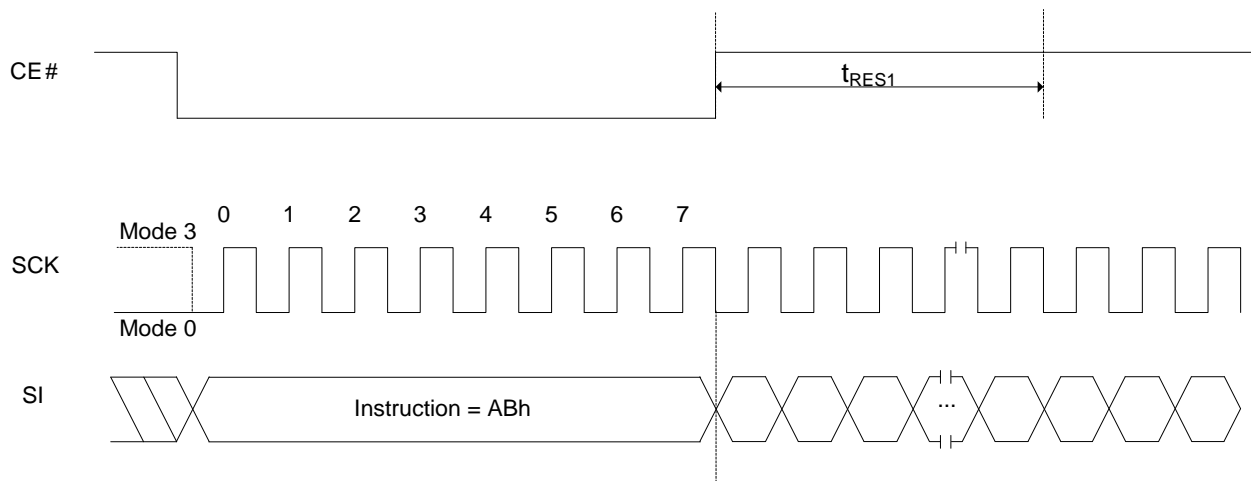 CE#
tRES1
0 1 2 3 4 5 6 7
Mode 3
SCK
Mode 0
SI
Instruction = ABh
...